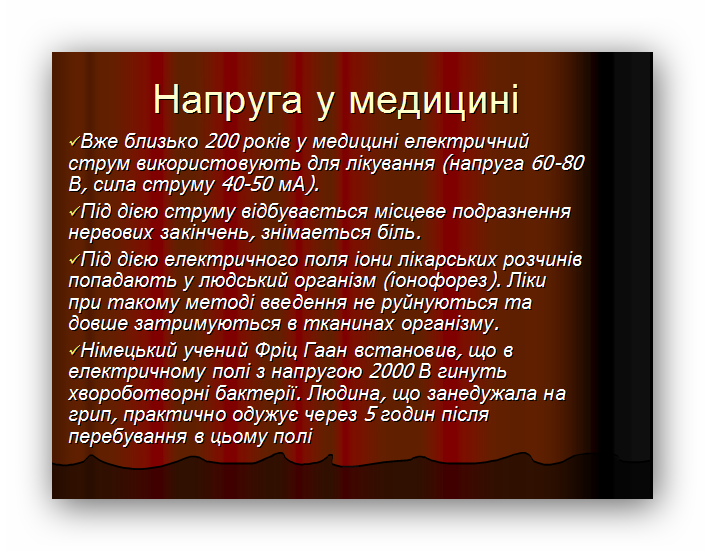 Напруга у медицині
✓Вже близько 200 років у медицині електричний
струм використовують для лікування (напруга 60-80
В, сила струму 40-50 мА).
✓Під дією струму відбувається місцеве подразнення
нервових закінчень, знімається біль.
✓Під дією електричного поля іони лікарських розчинів
попадають у людський організм (іонофорез). Ліки
при такому методі введення не руйнуються та
довше затримуються в тканинах організму.
✓Німецький учений Фріц Гаан встановив, що в
електричному полі з напругою 2000 В гинуть
хвороботворні бактерії. Людина, що занедужала на
грип, практично одужує через 5 годин після
перебування в цьому полі